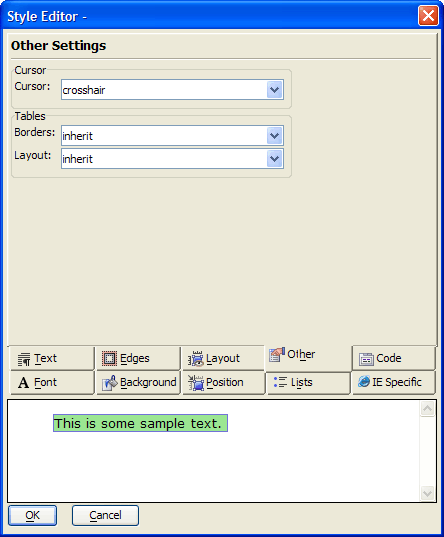 Style Editor -
Other Settings
Cursor
Cursor: crosshair
Tables
Borders: inherit
Layout: inherit
Text Edges Layout Other Code
Font Background Position Lists IE Specific
This is some sample text.
OK Cancel